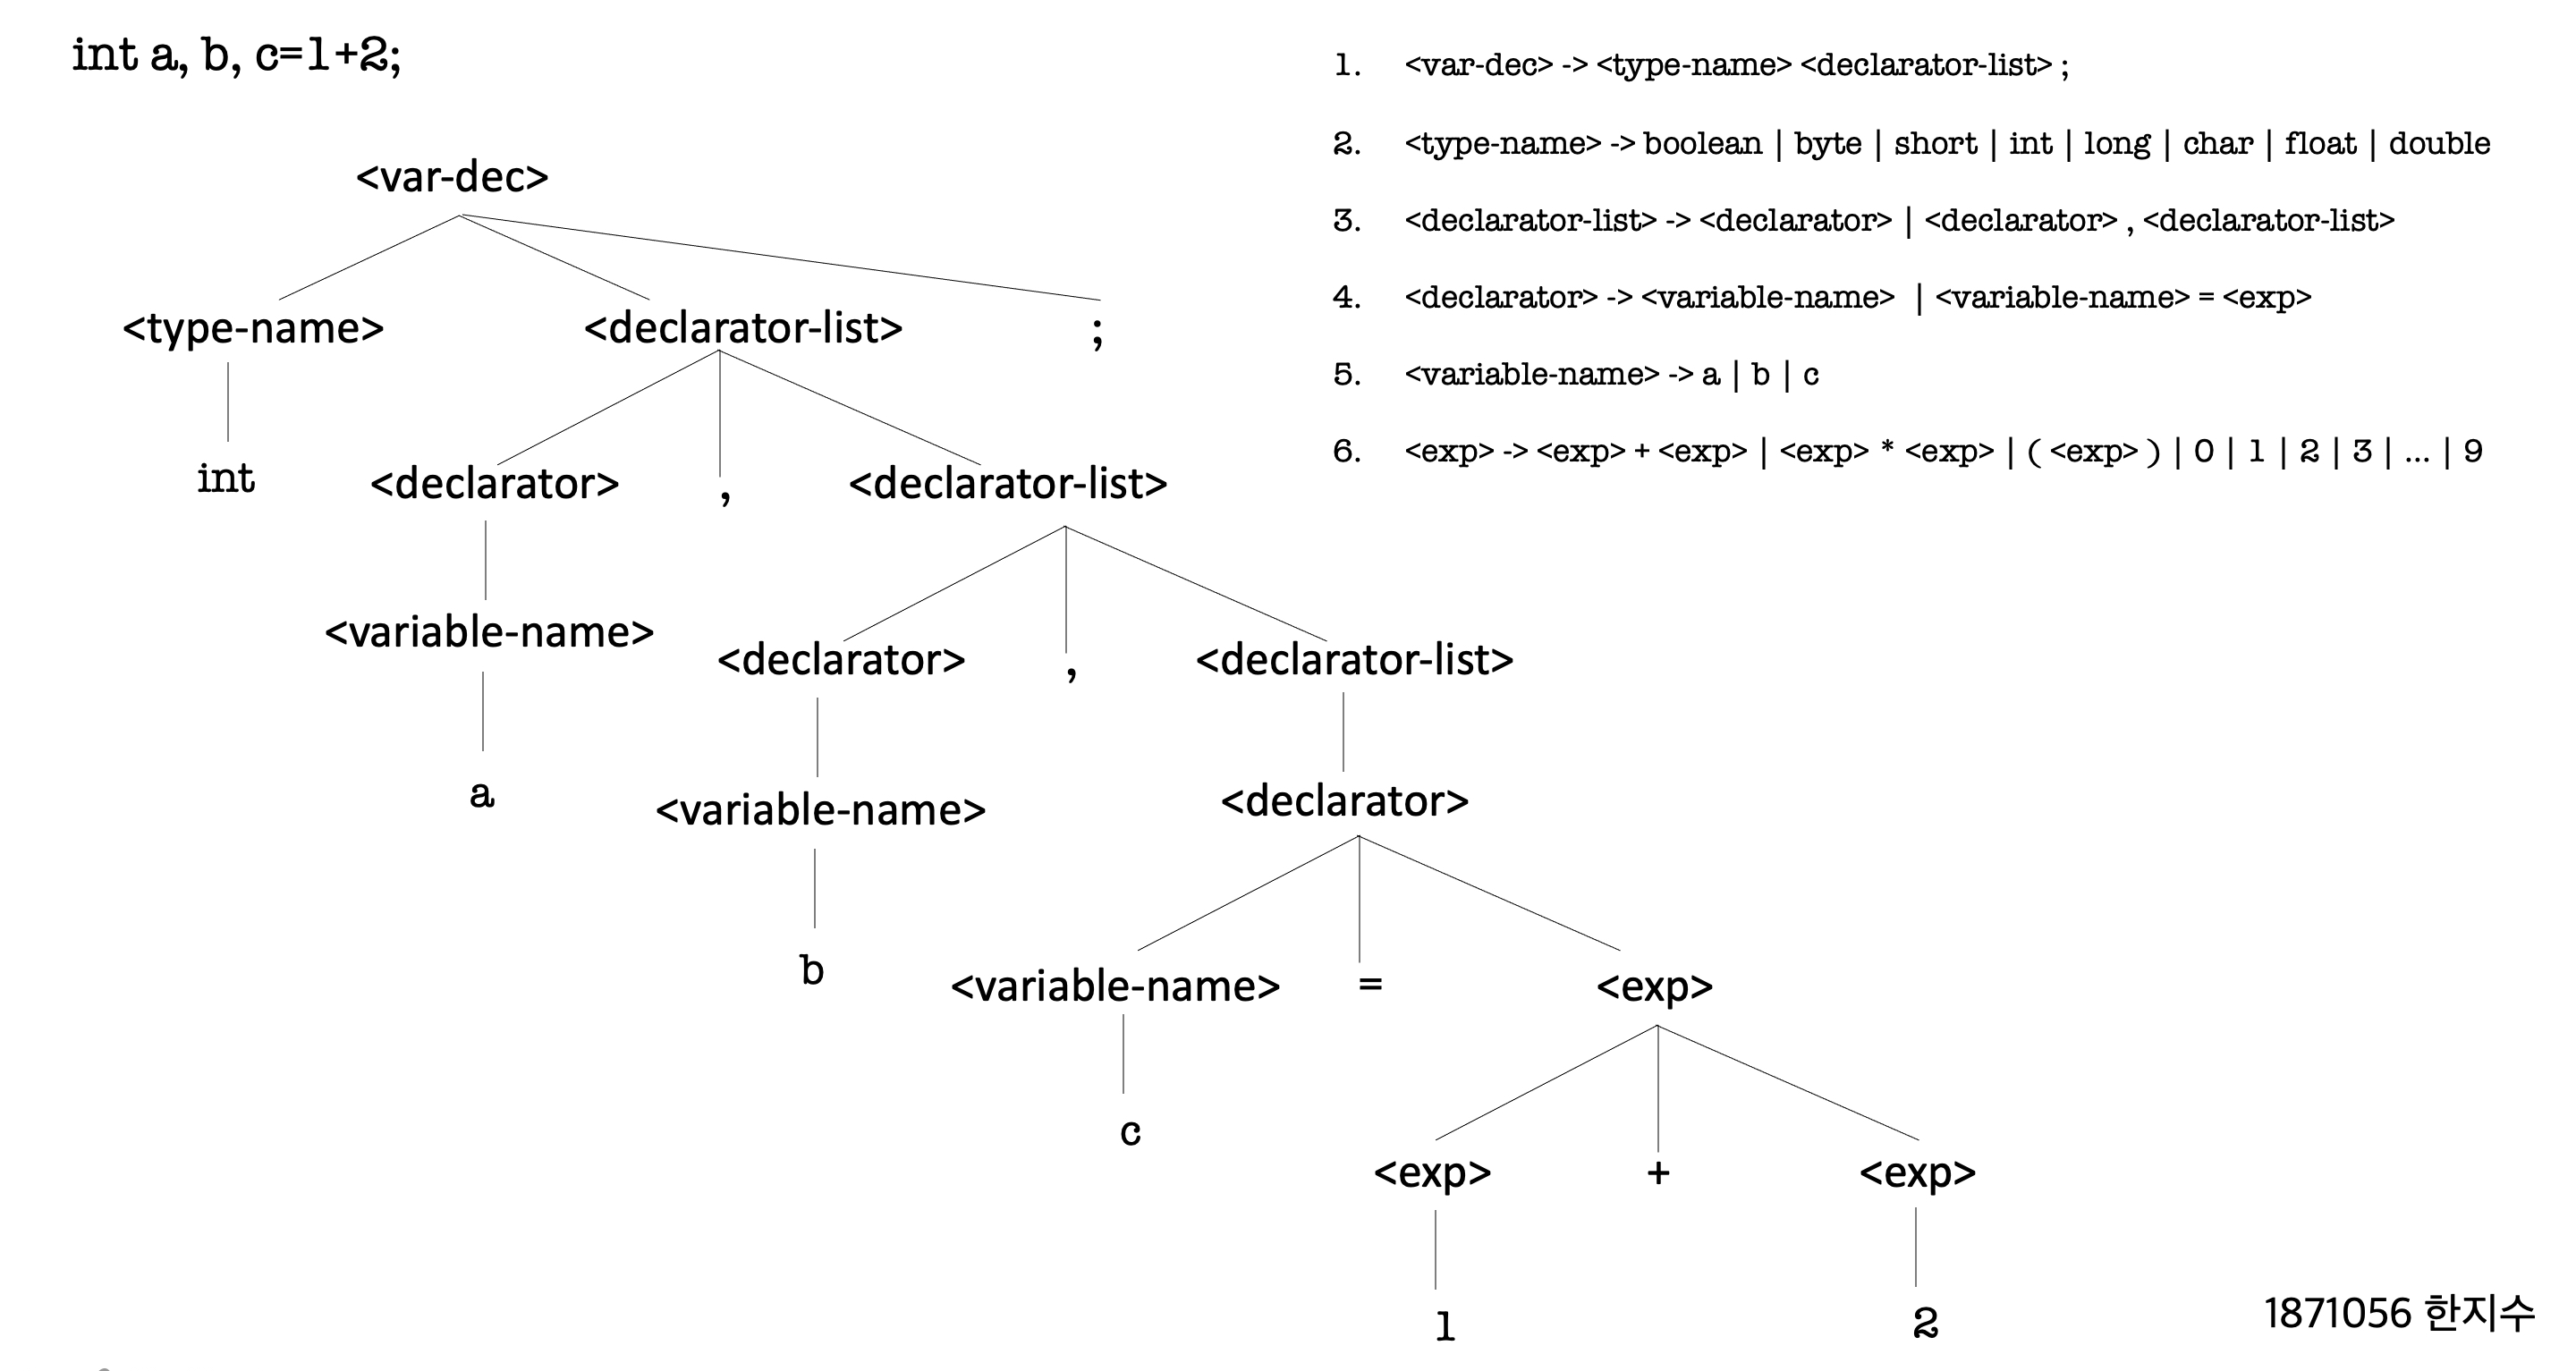 int a, b, c=1+2;
1. <var-dec> -> <type-name> <declarator-list> ;
2. <type-name> -> boolean | byte | short | int | long | char | float | double
3. <declarator-list> -> <declarator> | <declarator> , <declarator-list>
4. <declarator> -> <variable-name> | <variable-name> = <exp>
5. <variable-name> -> a | b | c
6. <exp> -> <exp> + <exp> | <exp> * <exp> | ( <exp> ) | 0 | 1 | 2 | 3 | ... | 9
<var-dec>
<type-name> <declarator-list> ;
int <declarator> , <declarator-list>
<variable-name>
<declarator> , <declarator-list>
a <variable-name> <declarator>
b <variable-name> = <exp>
c
<exp> + <exp>
1 2
1871056 한지수